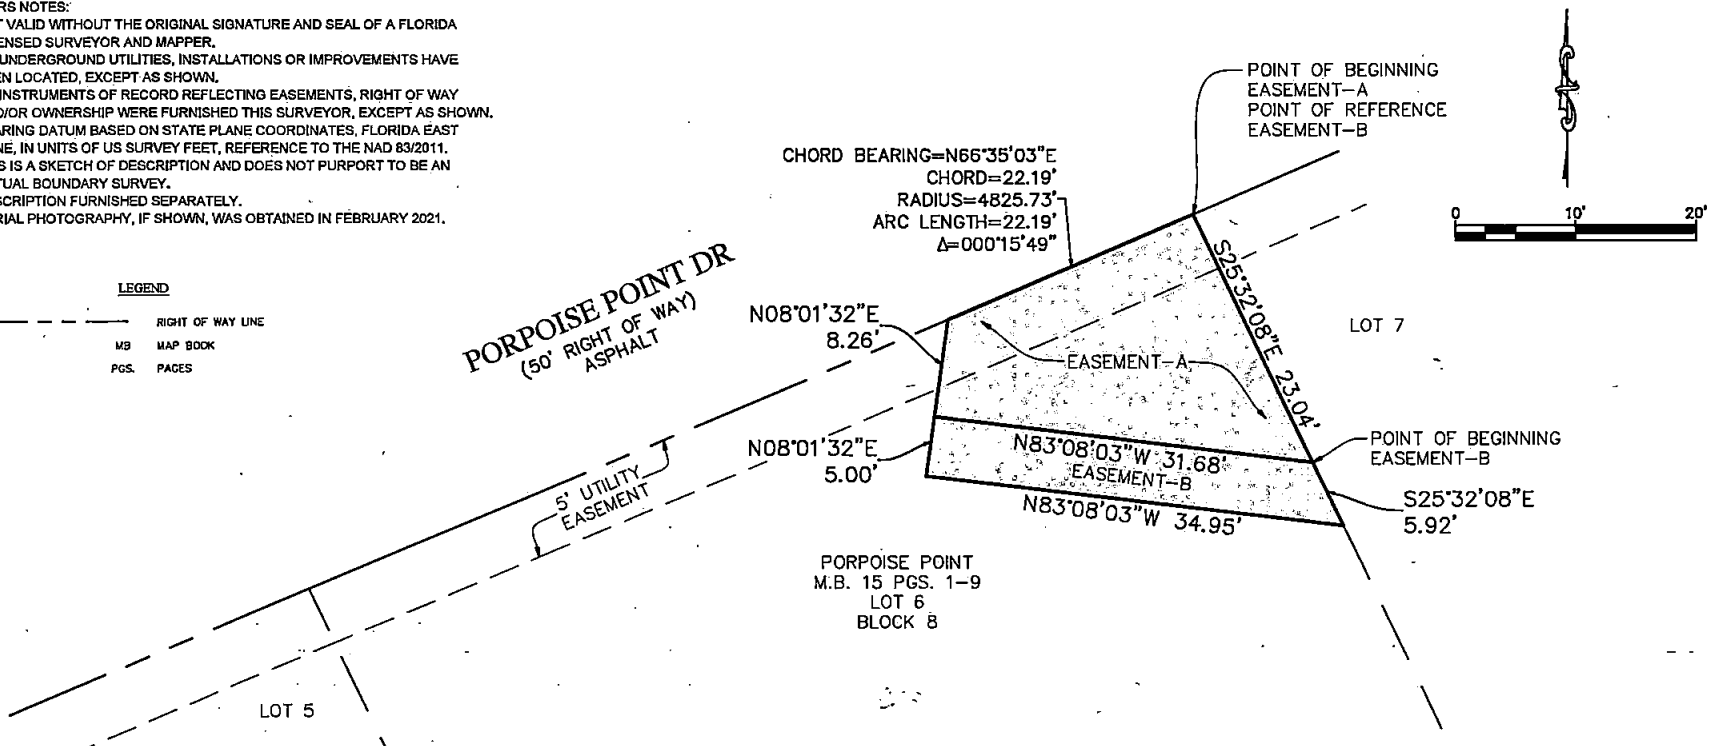 RS NOTES:
T VALID WITHOUT THE ORIGINAL SIGNATURE AND SEAL OF A FLORIDA
ENSED SURVEYOR AND MAPPER.
UNDERGROUND UTILITIES, INSTALLATIONS OR IMPROVEMENTS HAVE
EN LOCATED, EXCEPT AS SHOWN.
INSTRUMENTS OF RECORD REFLECTING EASEMENTS, RIGHT OF WAY
D/OR OWNERSHIP WERE FURNISHED THIS SURVEYOR, EXCEPT AS SHOWN.
ARING DATUM BASED ON STATE PLANE COORDINATES, FLORIDA EAST
NE, IN UNITS OF US SURVEY FEET, REFERENCE TO THE NAD 83/2011.
IS IS A SKETCH OF DESCRIPTION AND DOES NOT PURPORT TO BE AN
TUAL BOUNDARY SURVEY.
SCRIPTION FURNISHED SEPARATELY.
RIAL PHOTOGRAPHY, IF SHOWN, WAS OBTAINED IN FEBRUARY 2021.
LEGEND
RIGHT OF WAY LINE
MB MAP BOOK
PGS. PAGES
POINT OF BEGINNING
EASEMENT-A
POINT OF REFERENCE
EASEMENT-B
0 10' 20'
CHORD BEARING=N66°35'03"E
CHORD=22.19'
RADIUS=4825.73'
ARC LENGTH=22.19'
Δ=000°15'49"
PORPOISE POINT DR
(50' RIGHT OF WAY)
ASPHALT
N08°01'32"E
8.26'
S25°32'08"E 23.04'
LOT 7
EASEMENT-A
N08°01'32"E
5.00'
N83°08'03"W 31.68'
EASEMENT-B
N83°08'03"W 34.95'
POINT OF BEGINNING
EASEMENT-B
S25°32'08"E
5.92'
5' UTILITY
EASEMENT
PORPOISE POINT
M.B. 15 PGS. 1-9
LOT 6
BLOCK 8
LOT 5